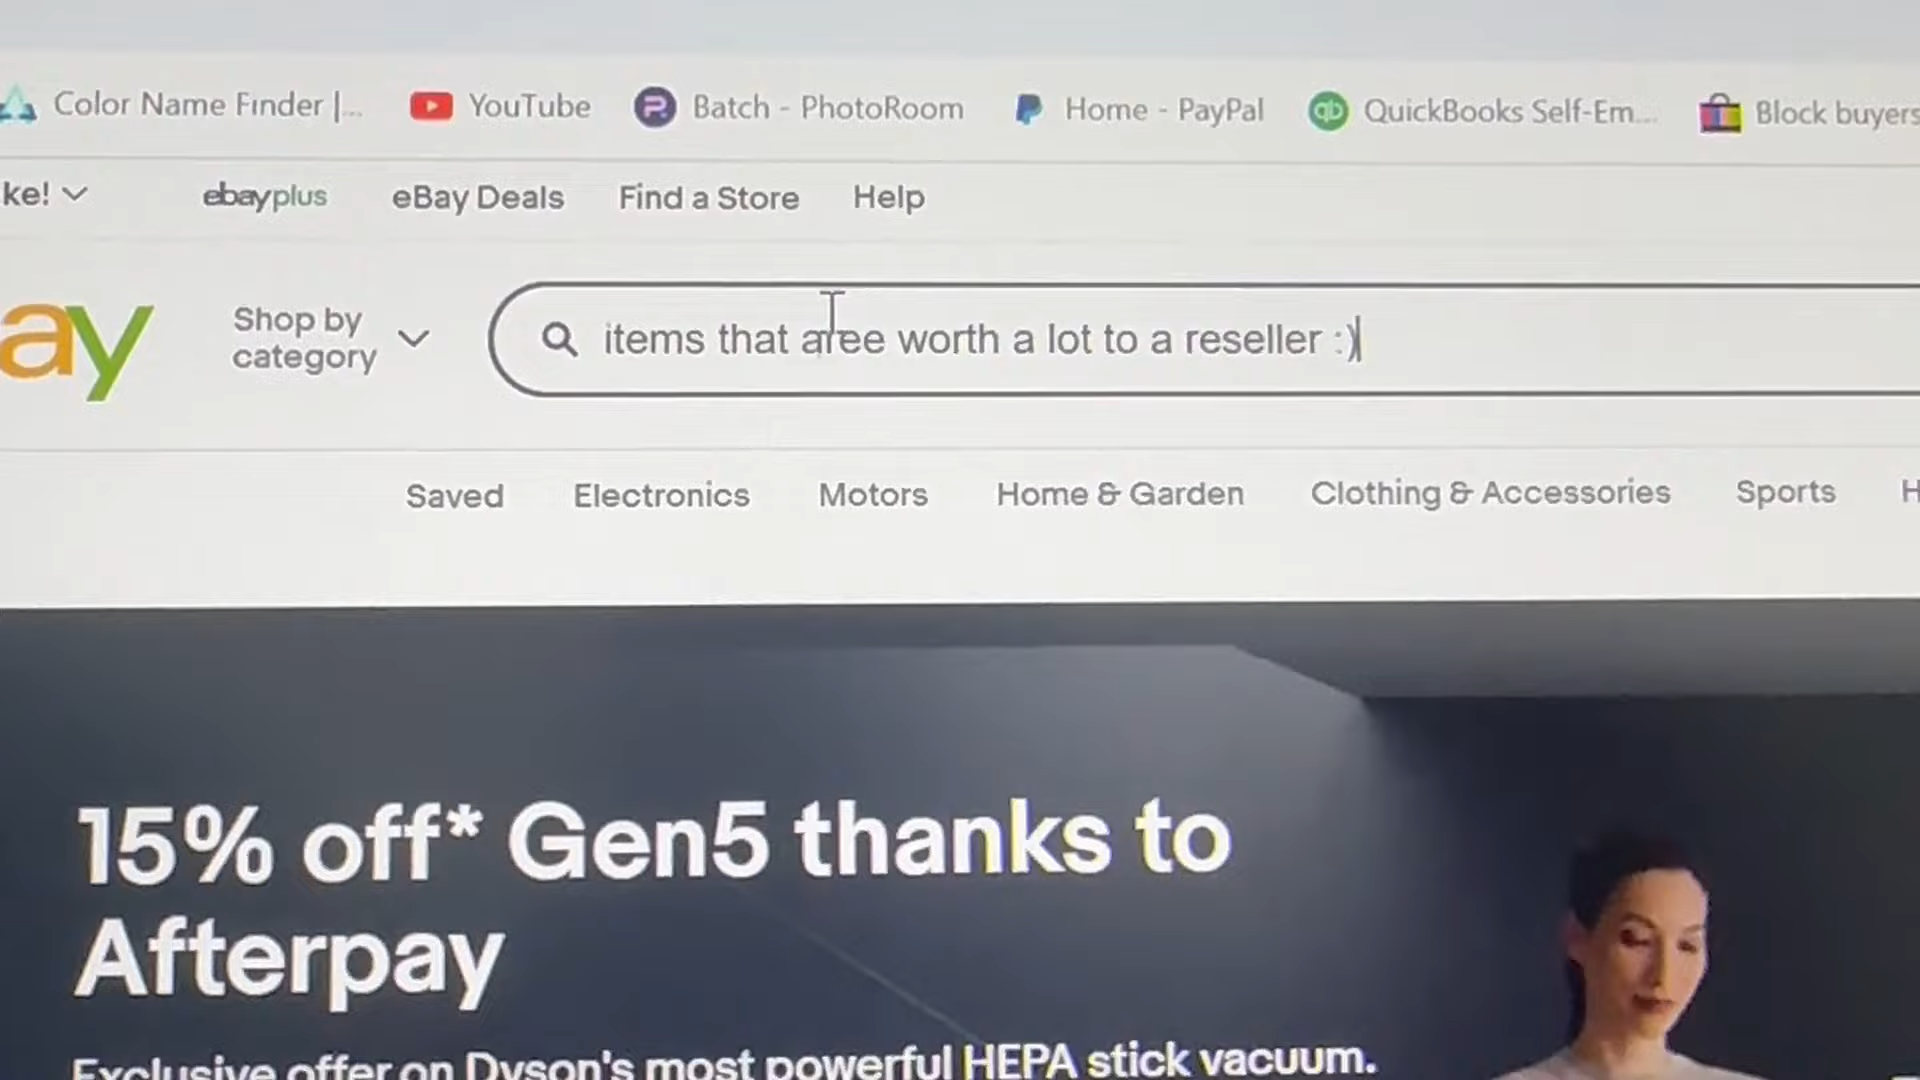 Color Name Finder |... YouTube Batch - PhotoRoom Home - PayPal QuickBooks Self-Em... Block buyers
ke! ebayplus eBay Deals Find a Store Help
ay Shop by category items that aree worth a lot to a reseller :)
Saved Electronics Motors Home & Garden Clothing & Accessories Sports H
15% off* Gen5 thanks to
Afterpay
Exclusive offer on Dyson's most powerful HEPA stick vacuum.